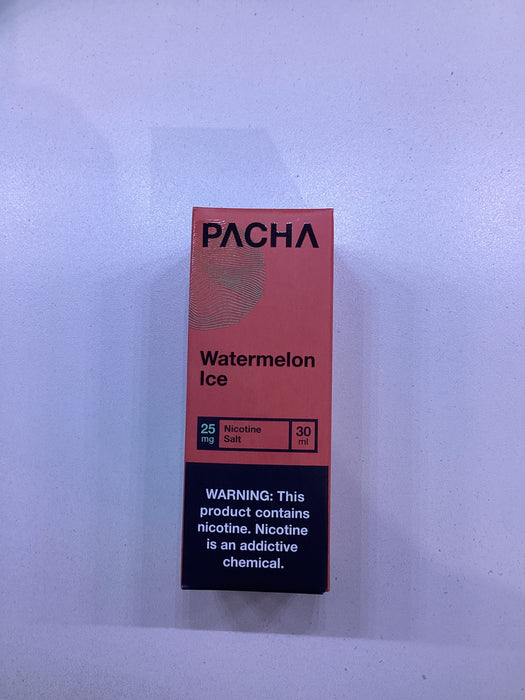 PACHA
Watermelon
Ice
25
mg
Nicotine
Salt
30
ml
WARNING: This
product contains
nicotine. Nicotine
is an addictive
chemical.